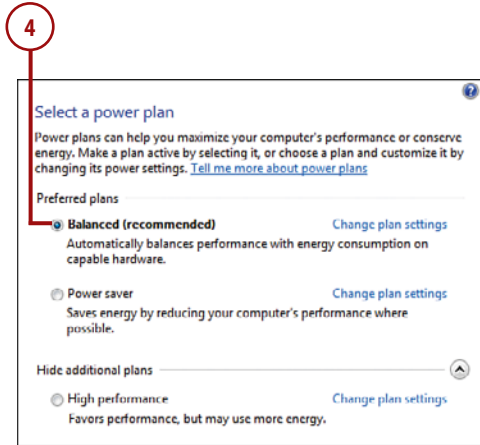 4
?
Select a power plan
Power plans can help you maximize your computer's performance or conserve
energy. Make a plan active by selecting it, or choose a plan and customize it by
changing its power settings. Tell me more about power plans
Preferred plans
Balanced (recommended) Change plan settings
Automatically balances performance with energy consumption on
capable hardware.
Power saver Change plan settings
Saves energy by reducing your computer's performance where
possible.
Hide additional plans
High performance Change plan settings
Favors performance, but may use more energy.